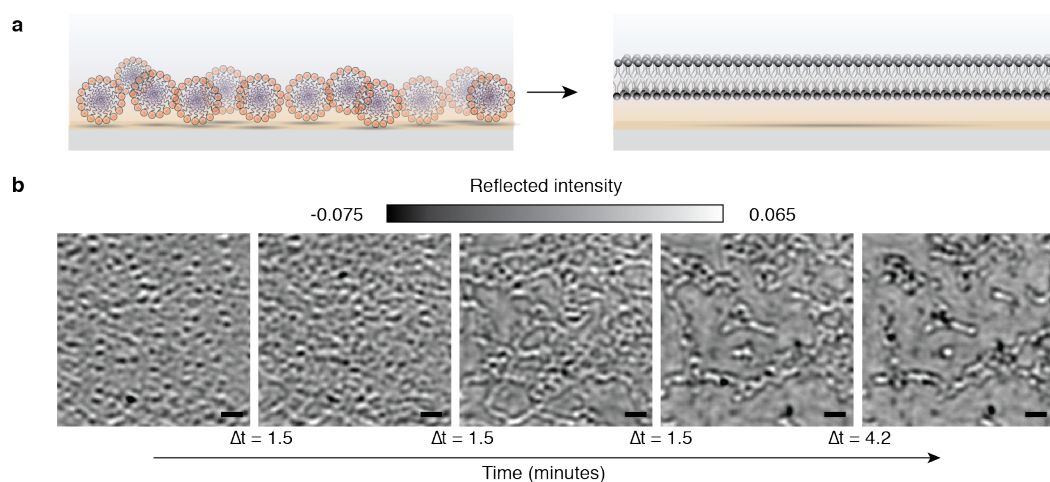 a
b
Reflected intensity
-0.075 0.065
Δt = 1.5 Δt = 1.5 Δt = 1.5 Δt = 4.2
Time (minutes)